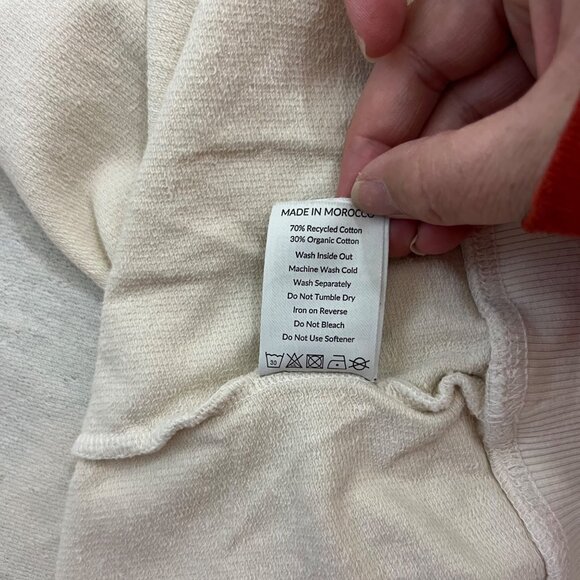 MADE IN MOROCCO
70% Recycled Cotton
30% Organic Cotton
Wash Inside Out
Machine Wash Cold
Wash Separately
Do Not Tumble Dry
Iron on Reverse
Do Not Bleach
Do Not Use Softener
30